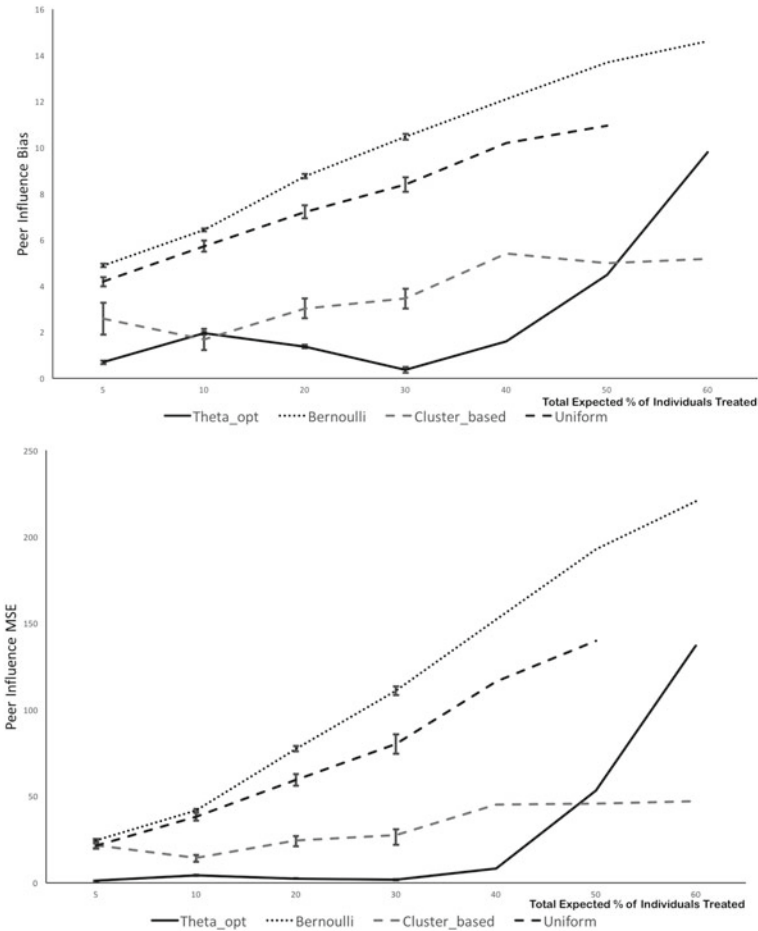 16
14
12
10
8
6
4
2
0
Peer Influence Bias
5 10 20 30 40 50 60
Total Expected % of Individuals Treated
Theta_opt Bernoulli Cluster_based Uniform
250
200
150
100
50
0
Peer Influence MSE
5 10 20 30 40 50 60
Total Expected % of Individuals Treated
Theta_opt Bernoulli Cluster_based Uniform